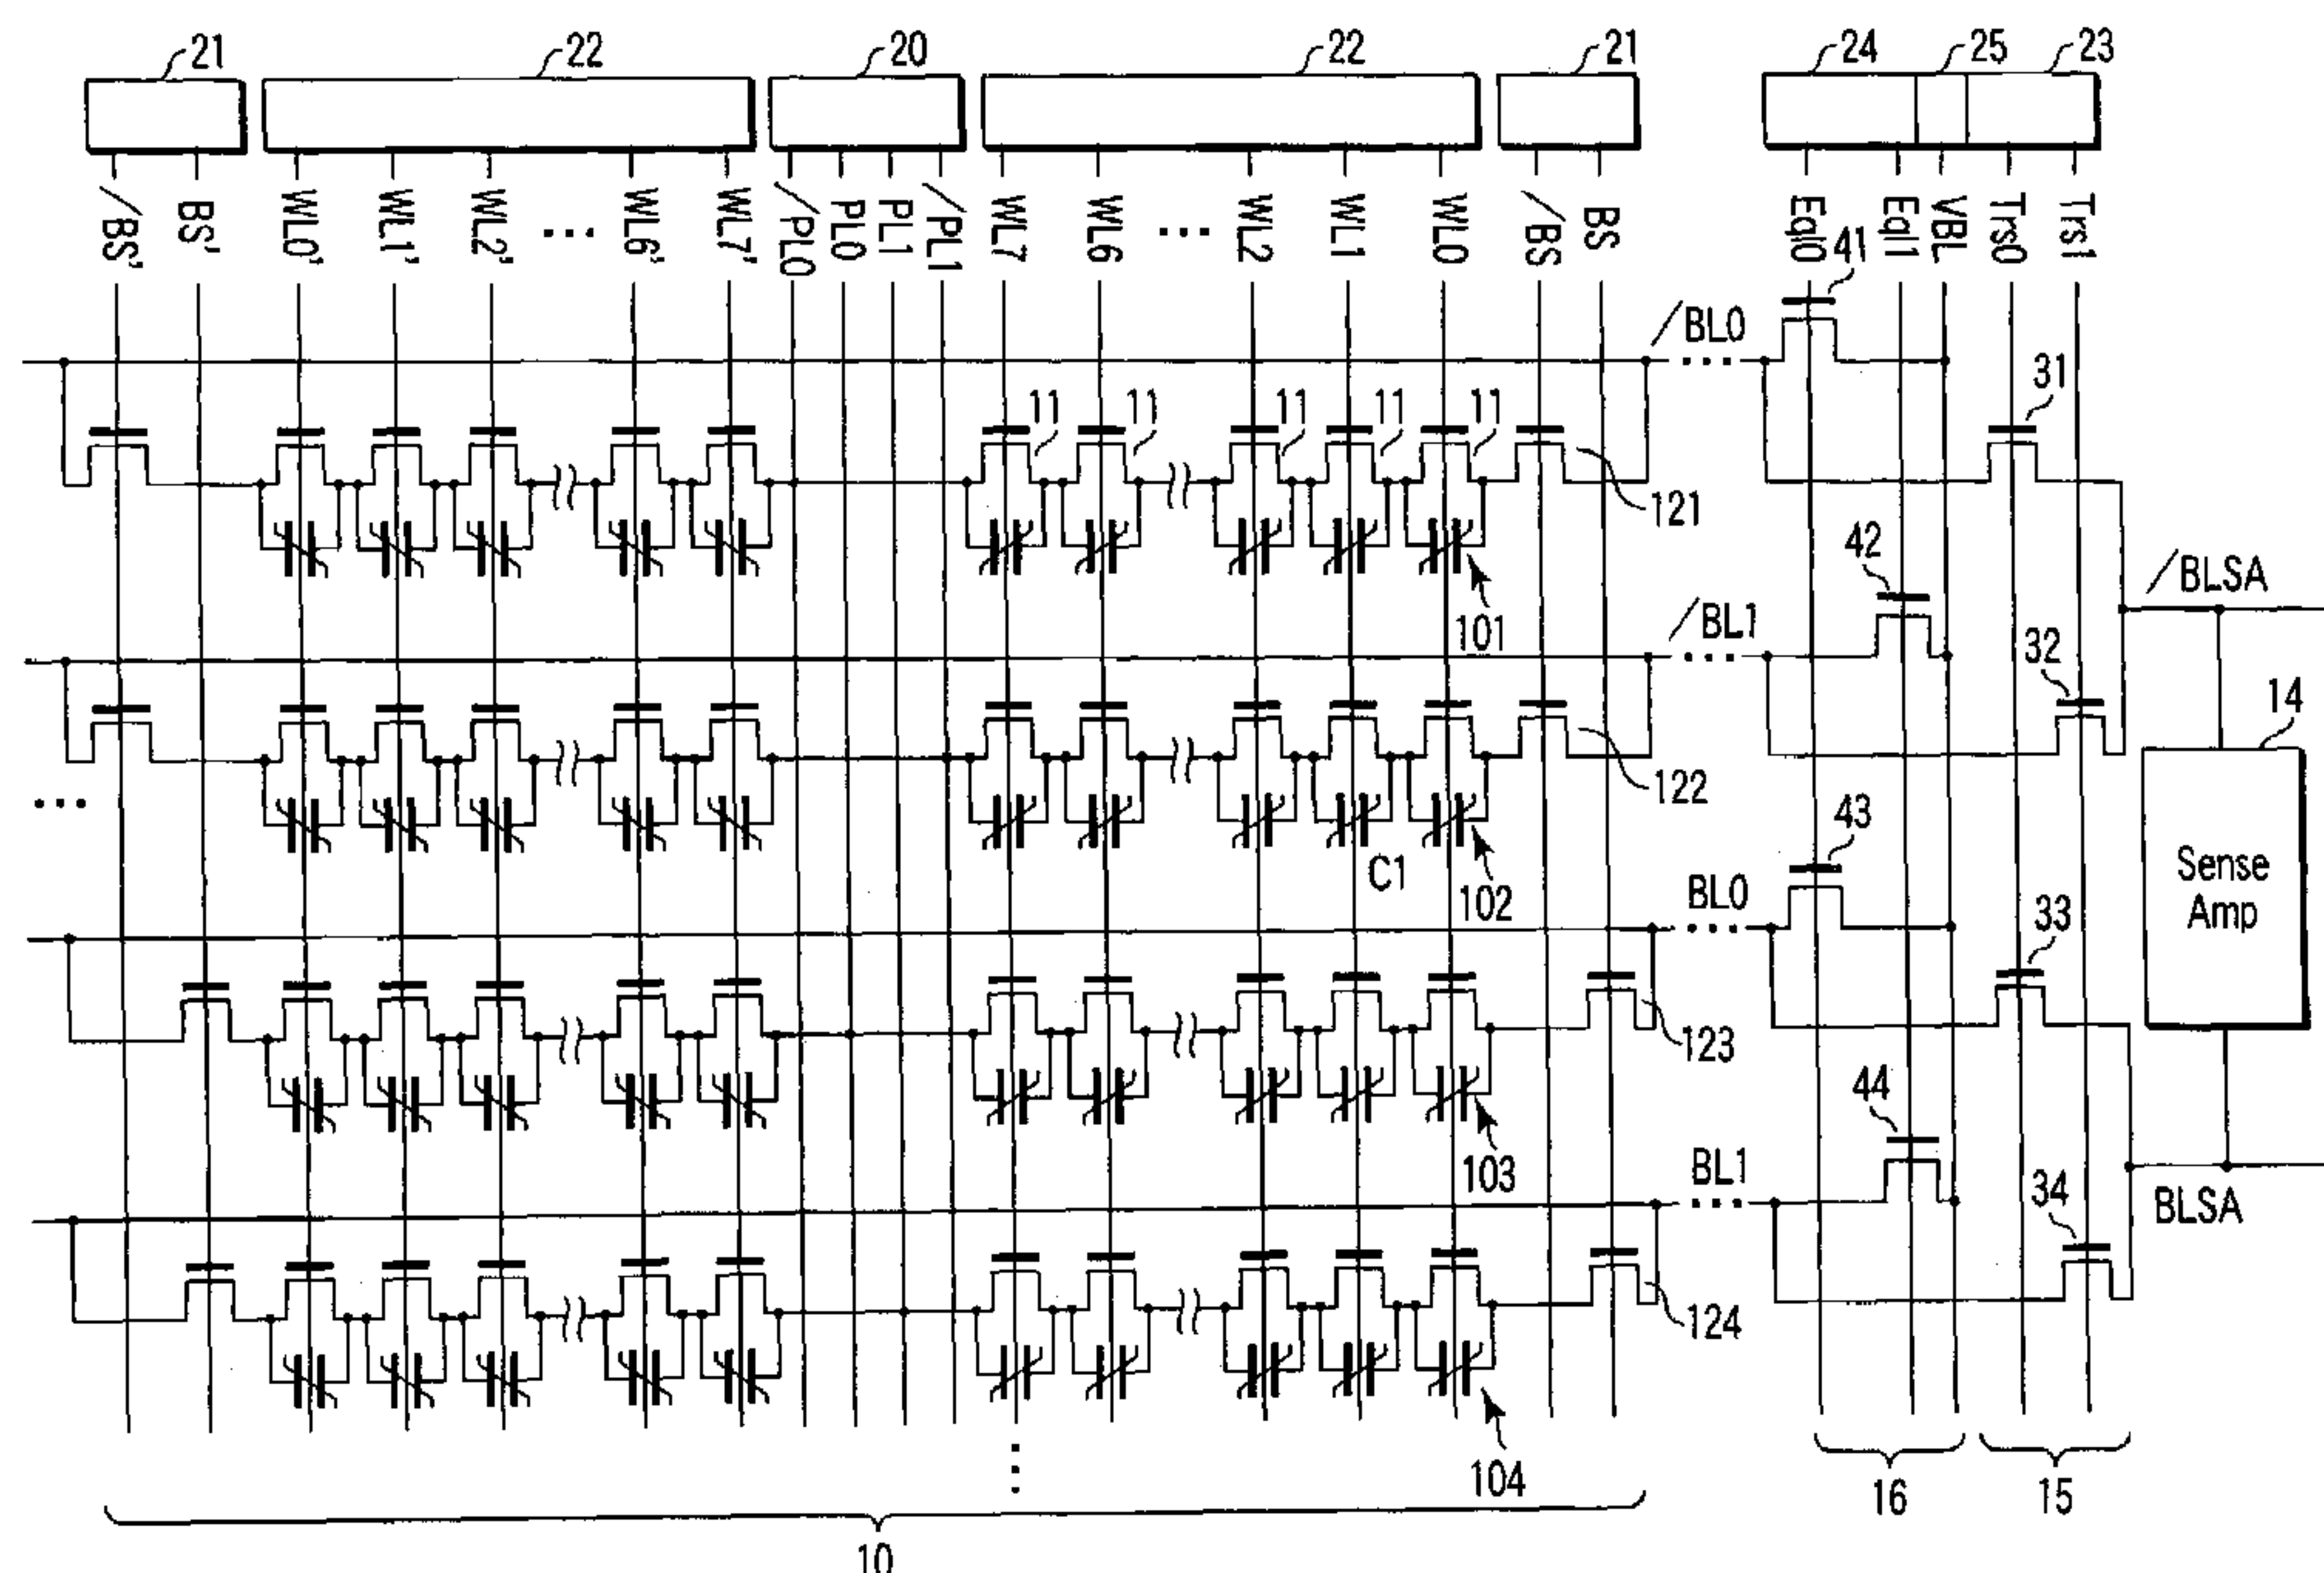 21 22 20 22 21 24 25 23
/BS' BS' WL0' WL1' WL2' ... WL6' WL7' /PL0 PL0 PL1 /PL1 WL7 WL6 ... WL2 WL1 WL0 /BS BS Eql0 Eql1 VBL Trs0 Trs1
41
/BL0 ...
31
11 11 11 11 11
121
42
/BLSA
101
/BL1 ...
32
14
122
...
43
Sense
Amp
C1
102
BL0 ...
33
123
44
103
BL1 ...
34
BLSA
124
104
...
16 15
10